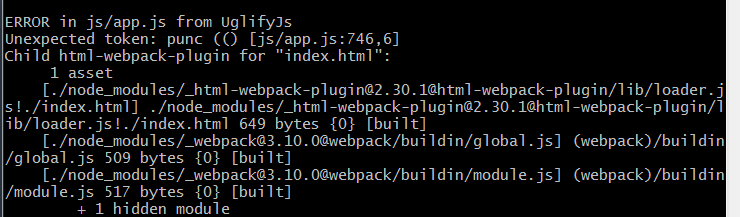 ERROR in js/app.js from UglifyJs
Unexpected token: punc (() [js/app.js:746,6]
Child html-webpack-plugin for "index.html":
     1 asset
    [./node_modules/_html-webpack-plugin@2.30.1@html-webpack-plugin/lib/loader.j
s!./index.html] ./node_modules/_html-webpack-plugin@2.30.1@html-webpack-plugin/l
ib/loader.js!./index.html 649 bytes {0} [built]
    [./node_modules/_webpack@3.10.0@webpack/buildin/global.js] (webpack)/buildin
/global.js 509 bytes {0} [built]
    [./node_modules/_webpack@3.10.0@webpack/buildin/module.js] (webpack)/buildin
/module.js 517 bytes {0} [built]
        + 1 hidden module